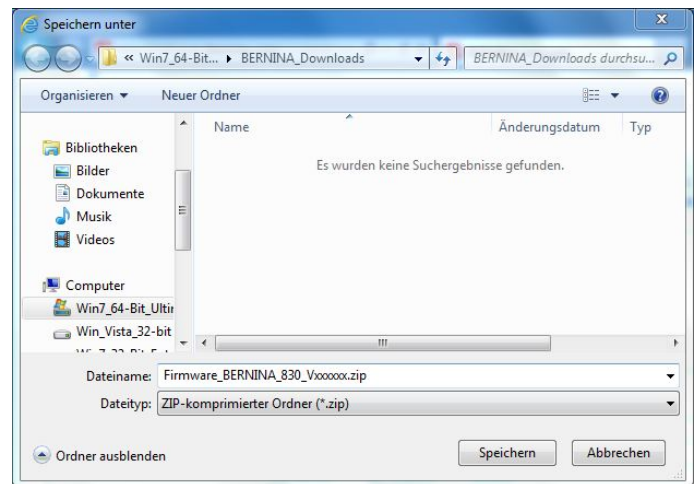 Speichern unter
« Win7_64-Bit... ▸ BERNINA_Downloads
BERNINA_Downloads durchsu...
Organisieren
Neuer Ordner
Name
Änderungsdatum
Typ
Es wurden keine Suchergebnisse gefunden.
Bibliotheken
Bilder
Dokumente
Musik
Videos
Computer
Win7_64-Bit_Ultir
Win_Vista_32-bit
Dateiname: Firmware_BERNINA_830_Vxxxxxx.zip
Dateityp: ZIP-komprimierter Ordner (*.zip)
Ordner ausblenden
Speichern
Abbrechen